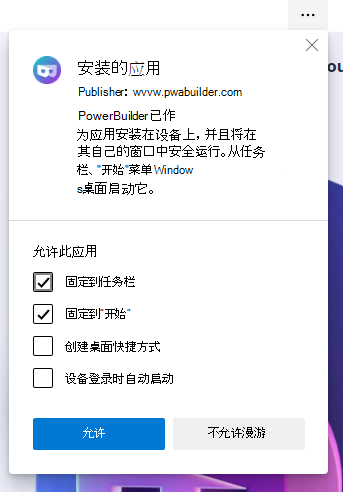 ...
安装的应用
ou
Publisher: www.pwabuilder.com
PowerBuilder已作
为应用安装在设备上，并且将在
其自己的窗口中安全运行。从任务
栏、"开始"菜单Window
s桌面启动它。
允许此应用
固定到任务栏
固定到"开始"
创建桌面快捷方式
设备登录时自动启动
允许
不允许漫游